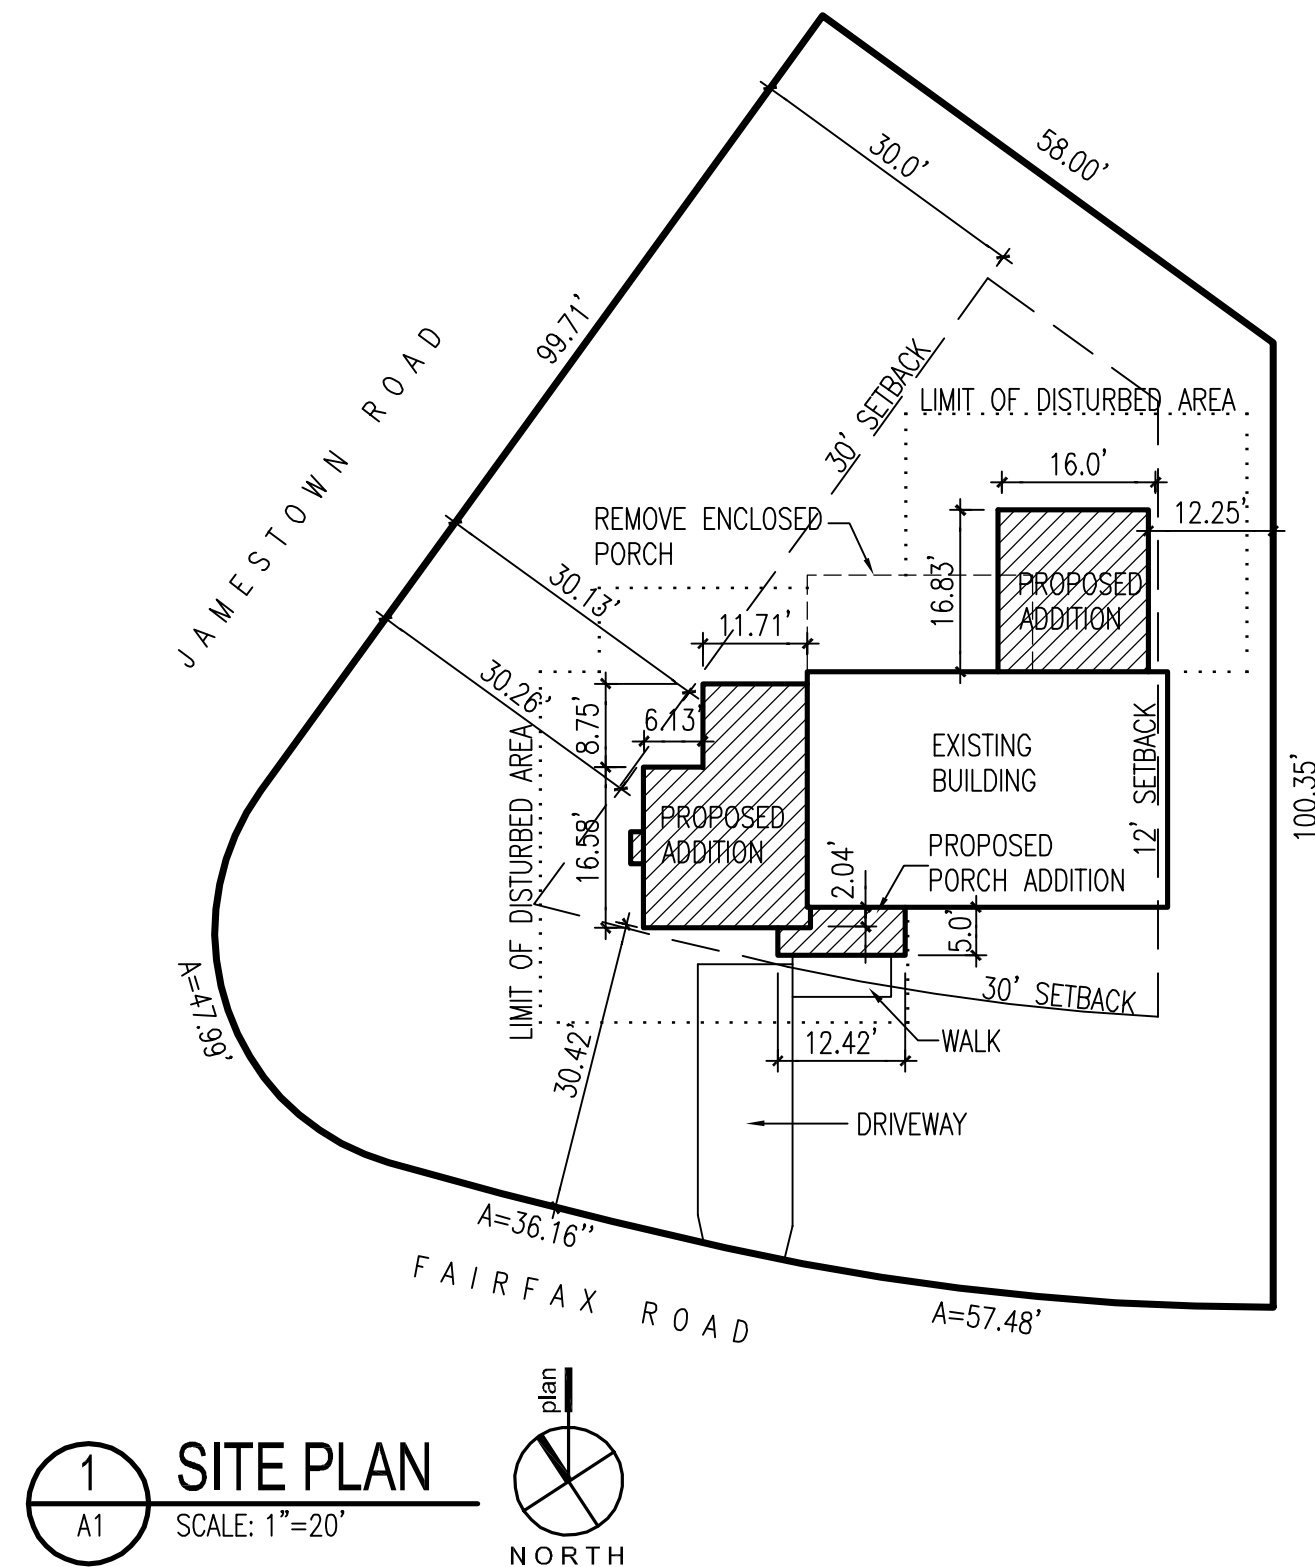 58.00'
30.0'
99.71'
JAMESTOWN ROAD
30' SETBACK
LIMIT OF DISTURBED AREA
16.0'
12.25'
REMOVE ENCLOSED
PORCH
16.83'
PROPOSED
ADDITION
30.13'
11.71'
30.26'
8.75'
6.13'
EXISTING
BUILDING
12' SETBACK
100.35'
LIMIT OF DISTURBED AREA
16.58'
PROPOSED
ADDITION
2.04'
PROPOSED
PORCH ADDITION
5.0'
30' SETBACK
A=47.99'
30.42'
12.42'
WALK
DRIVEWAY
A=36.16"
FAIRFAX ROAD
A=57.48'
plan
1
A1
SITE PLAN
SCALE: 1"=20'
NORTH